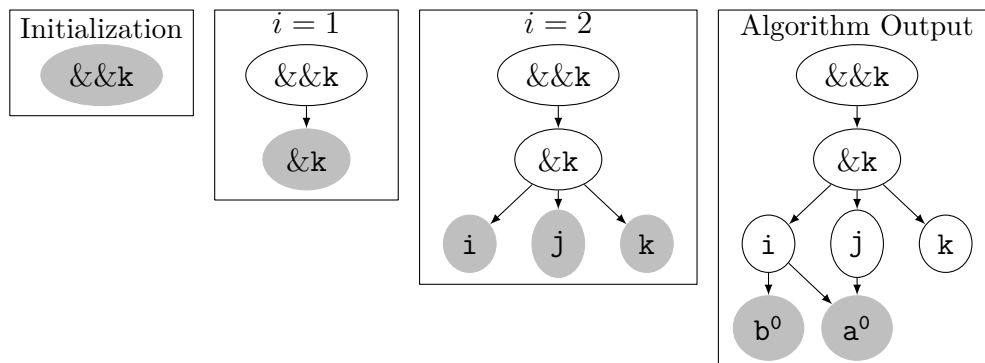 Initialization
&&k
i = 1
&&k
&k
i = 2
&&k
&k
i j k
Algorithm Output
&&k
&k
i j k
b⁰ a⁰